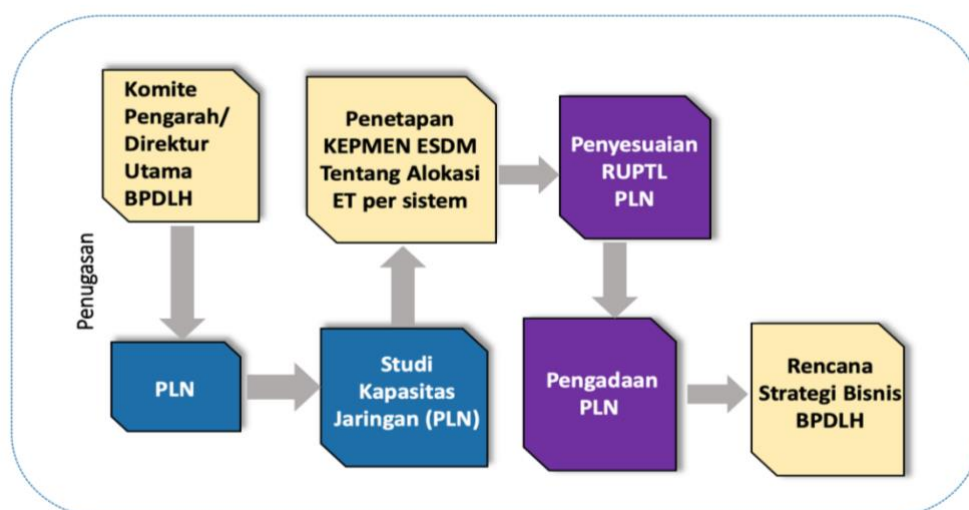 Komite
Pengarah/
Direktur
Utama
BPDLH
Penugasan
PLN
Studi
Kapasitas
Jaringan (PLN)
Penetapan
KEPMEN ESDM
Tentang Alokasi
ET per sistem
Penyesuaian
RUPTL
PLN
Pengadaan
PLN
Rencana
Strategi Bisnis
BPDLH